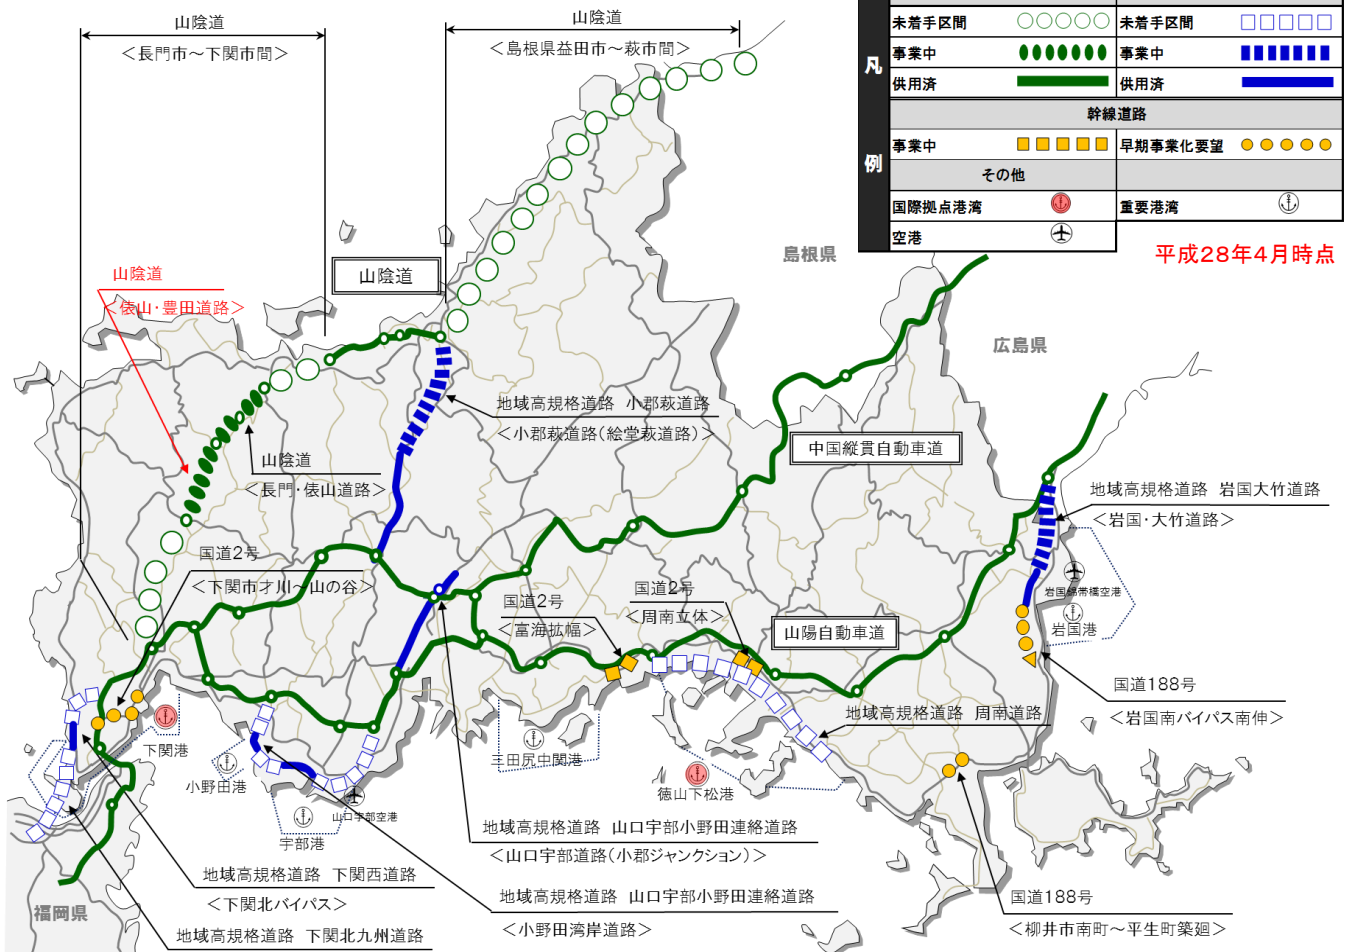 山陰道
＜長門市～下関市間＞
山陰道
＜島根県益田市～萩市間＞
凡例
未着手区間
未着手区間
事業中
事業中
供用済
供用済
幹線道路
事業中
早期事業化要望
その他
国際拠点港湾
重要港湾
空港
平成28年4月時点
島根県
山陰道
山陰道
＜俵山・豊田道路＞
広島県
地域高規格道路 小郡萩道路
＜小郡萩道路（絵堂萩道路）＞
中国縦貫自動車道
山陰道
＜長門・俵山道路＞
地域高規格道路 岩国大竹道路
＜岩国・大竹道路＞
国道2号
＜下関市才川～山の谷＞
国道2号
＜富海拡幅＞
国道2号
＜周南立体＞
岩国錦帯橋空港
岩国港
山陽自動車道
国道188号
＜岩国南バイパス南伸＞
地域高規格道路 周南道路
下関港
小野田港
三田尻中関港
徳山下松港
山口宇部空港
宇部港
地域高規格道路 山口宇部小野田連絡道路
＜山口宇部道路（小郡ジャンクション）＞
地域高規格道路 下関西道路
＜下関北バイパス＞
地域高規格道路 山口宇部小野田連絡道路
＜小野田湾岸道路＞
国道188号
＜柳井市南町～平生町築廻＞
福岡県
地域高規格道路 下関北九州道路